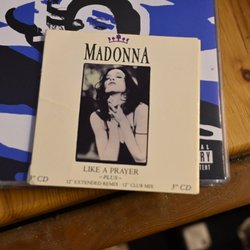 MADONNA
LIKE A PRAYER
~PLUS~
12" EXTENDED REMIX · 12" CLUB MIX
3" CD
3" CD